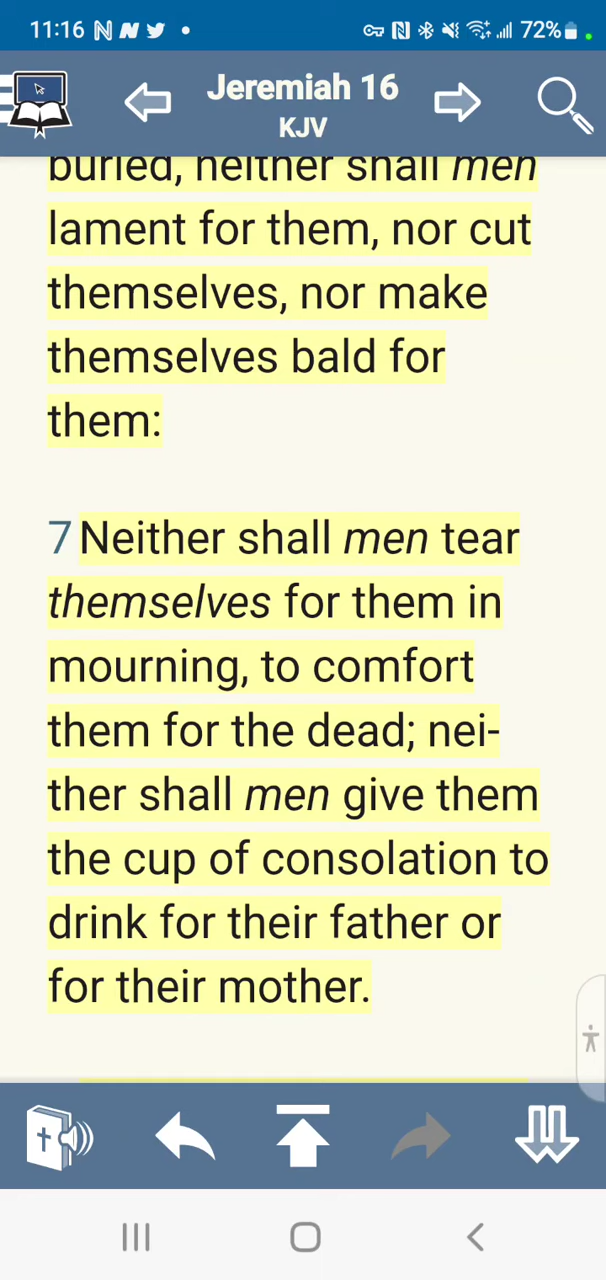 11:16 72%
Jeremiah 16
KJV
buried, neither shall men
lament for them, nor cut
themselves, nor make
themselves bald for
them:
7 Neither shall men tear
themselves for them in
mourning, to comfort
them for the dead; nei-
ther shall men give them
the cup of consolation to
drink for their father or
for their mother.